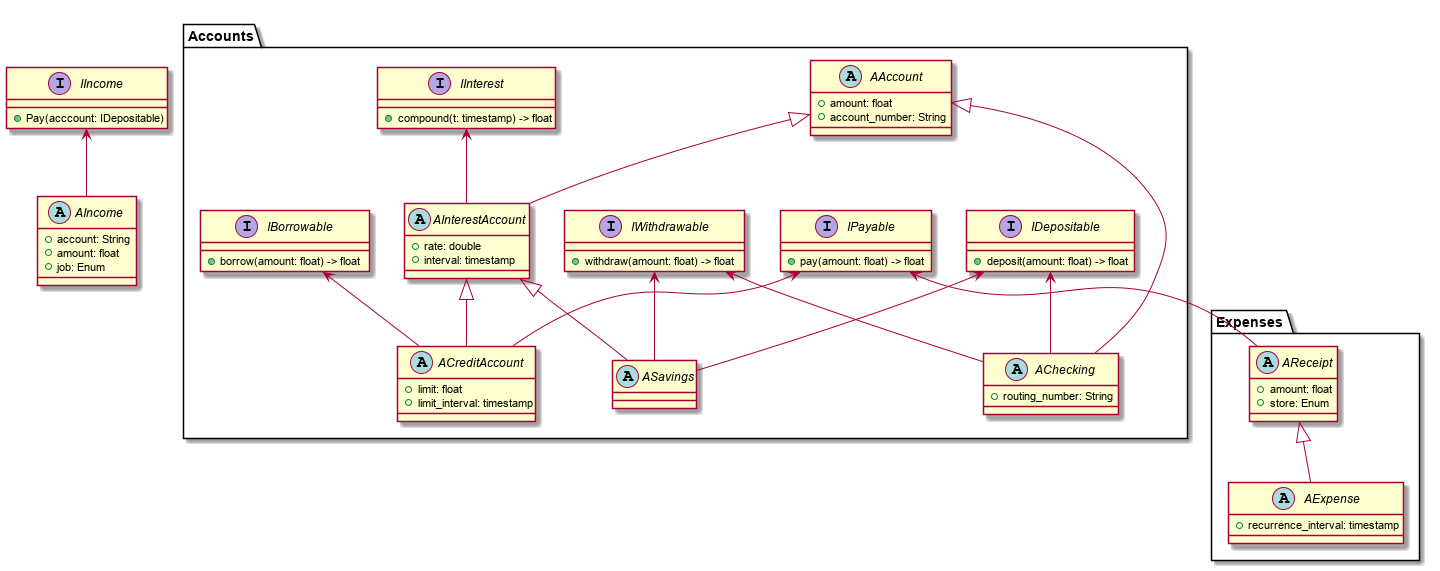 Accounts
I IIncome
Pay(acccount: IDepositable)
I IInterest
compound(t: timestamp) -> float
A AAccount
amount: float
account_number: String
A AIncome
account: String
amount: float
job: Enum
I IBorrowable
borrow(amount: float) -> float
A AInterestAccount
rate: double
interval: timestamp
I IWithdrawable
withdraw(amount: float) -> float
I IPayable
pay(amount: float) -> float
I IDepositable
deposit(amount: float) -> float
Expenses
A ACreditAccount
limit: float
limit_interval: timestamp
A ASavings
A AChecking
routing_number: String
A AReceipt
amount: float
store: Enum
A AExpense
recurrence_interval: timestamp